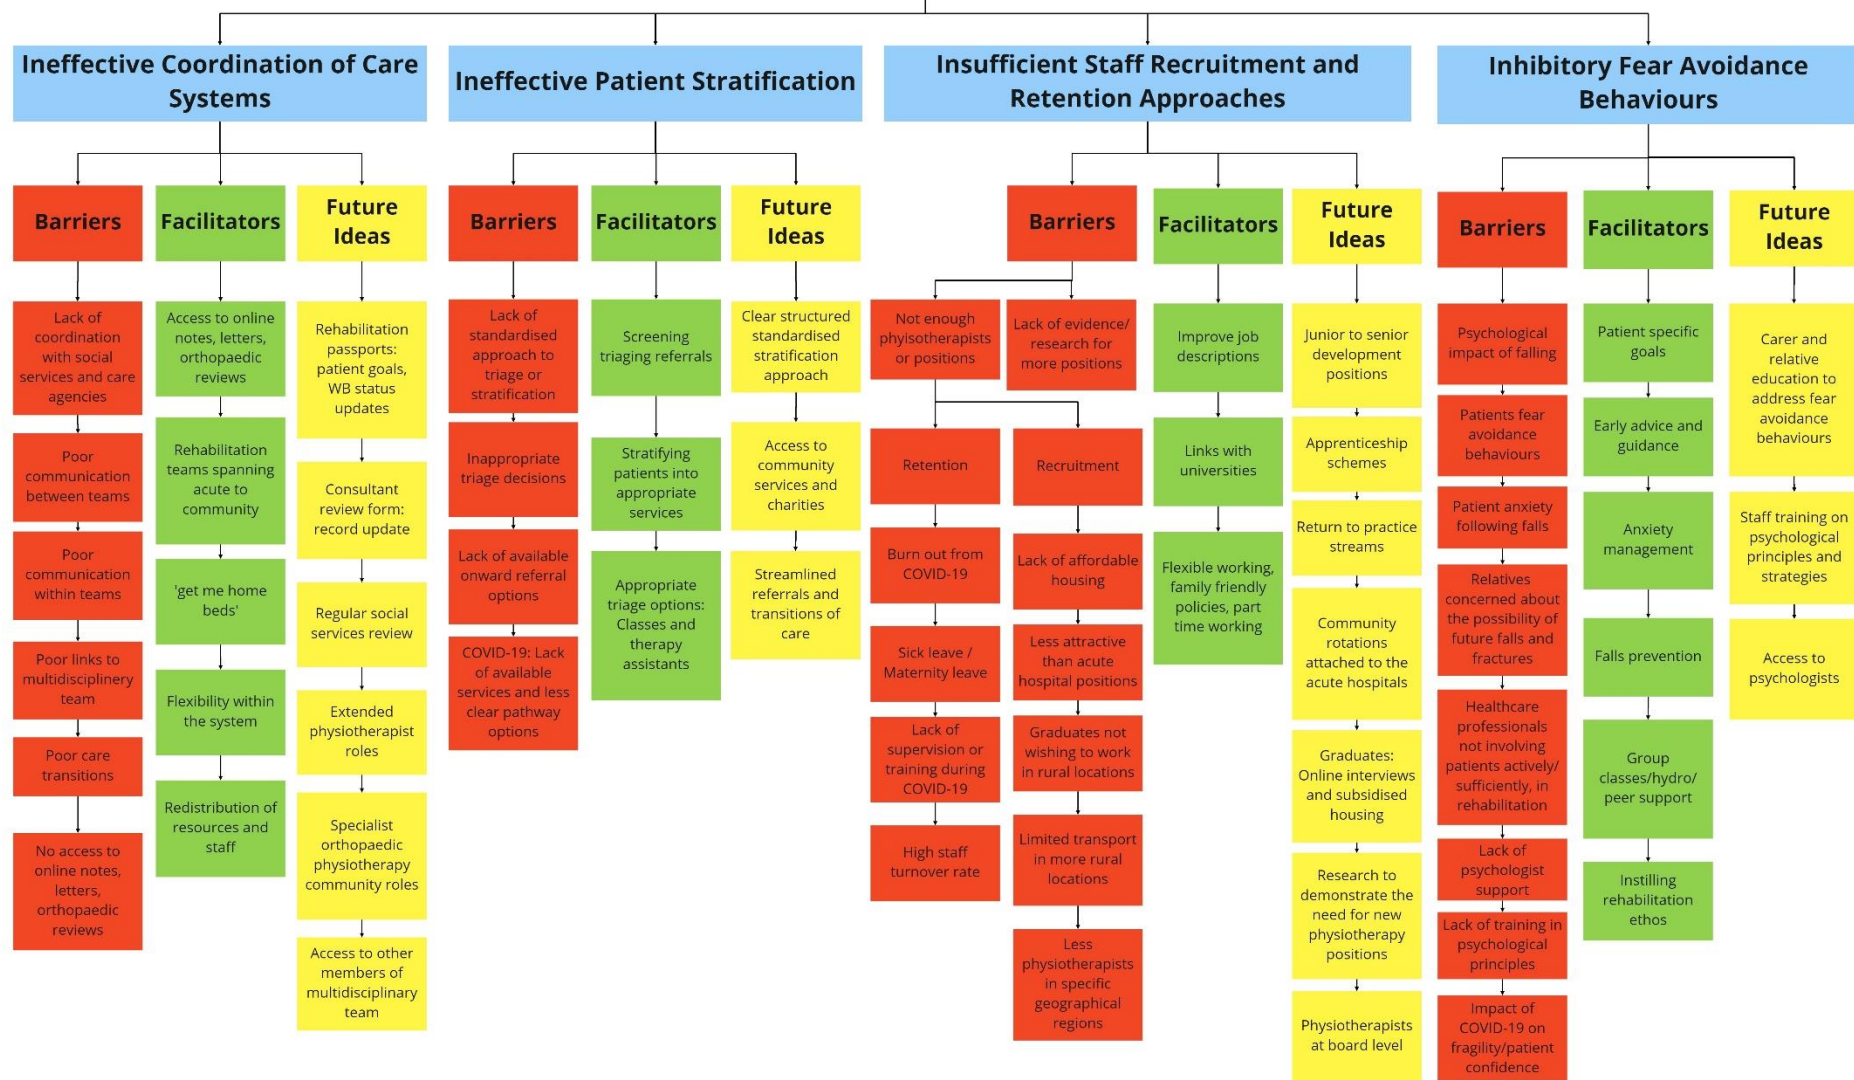 Ineffective Coordination of Care
Systems
Barriers
Lack of
coordination
with social
services and care
agencies
Poor
communication
between teams
Poor
communication
within teams
Poor links to
multidisciplinery
team
Poor care
transitions
No access to
online notes,
letters,
orthopaedic
reviews
Facilitators
Access to online
notes, letters,
orthopaedic
reviews
Rehabilitation
teams spanning
acute to
community
'get me home
beds'
Flexibility within
the system
Redistribution of
resources and
staff
Future
Ideas
Rehabilitation
passports:
patient goals,
WB status
updates
Consultant
review form:
record update
Regular social
services review
Extended
physiotherapist
roles
Specialist
orthopaedic
physiotherapy
community roles
Access to other
members of
multidisciplinary
team
Ineffective Patient Stratification
Barriers
Lack of
standardised
approach to
triage or
stratification
Inappropriate
triage decisions
Lack of available
onward referral
options
COVID-19: Lack
of available
services and less
clear pathway
options
Facilitators
Screening
triaging referrals
Stratifying
patients into
appropriate
services
Appropriate
triage options:
Classes and
therapy
assistants
Future
Ideas
Clear structured
standardised
stratification
approach
Access to
community
services and
charities
Streamlined
referrals and
transitions of
care
Insufficient Staff Recruitment and
Retention Approaches
Barriers
Not enough
phyisotherapists
or positions
Lack of evidence/
research for
more positions
Retention
Burn out from
COVID-19
Sick leave /
Maternity leave
Lack of
supervision or
training during
COVID-19
High staff
turnover rate
Recruitment
Lack of affordable
housing
Less attractive
than acute
hospital positions
Graduates not
wishing to work
in rural locations
Limited transport
in more rural
locations
Less
physiotherapists
in specific
geographical
regions
Facilitators
Improve job
descriptions
Links with
universities
Flexible working,
family friendly
policies, part
time working
Future
Ideas
Junior to senior
development
positions
Apprenticeship
schemes
Return to practice
streams
Community
rotations
attached to the
acute hospitals
Graduates:
Online interviews
and subsidised
housing
Research to
demonstrate the
need for new
physiotherapy
positions
Physiotherapists
at board level
Inhibitory Fear Avoidance
Behaviours
Barriers
Psychological
impact of falling
Patients fear
avoidance
behaviours
Patient anxiety
following falls
Relatives
concerned about
the possibility of
future falls and
fractures
Healthcare
professionals
not involving
patients actively/
sufficiently, in
rehabilitation
Lack of
psychologist
support
Lack of training in
psychological
principles
Impact of
COVID-19 on
fragility/patient
confidence
Facilitators
Patient specific
goals
Early advice and
guidance
Anxiety
management
Falls prevention
Group
classes/hydro/
peer support
Instilling
rehabilitation
ethos
Future
Ideas
Carer and
relative
education to
address fear
avoidance
behaviours
Staff training on
psychological
principles and
strategies
Access to
psychologists